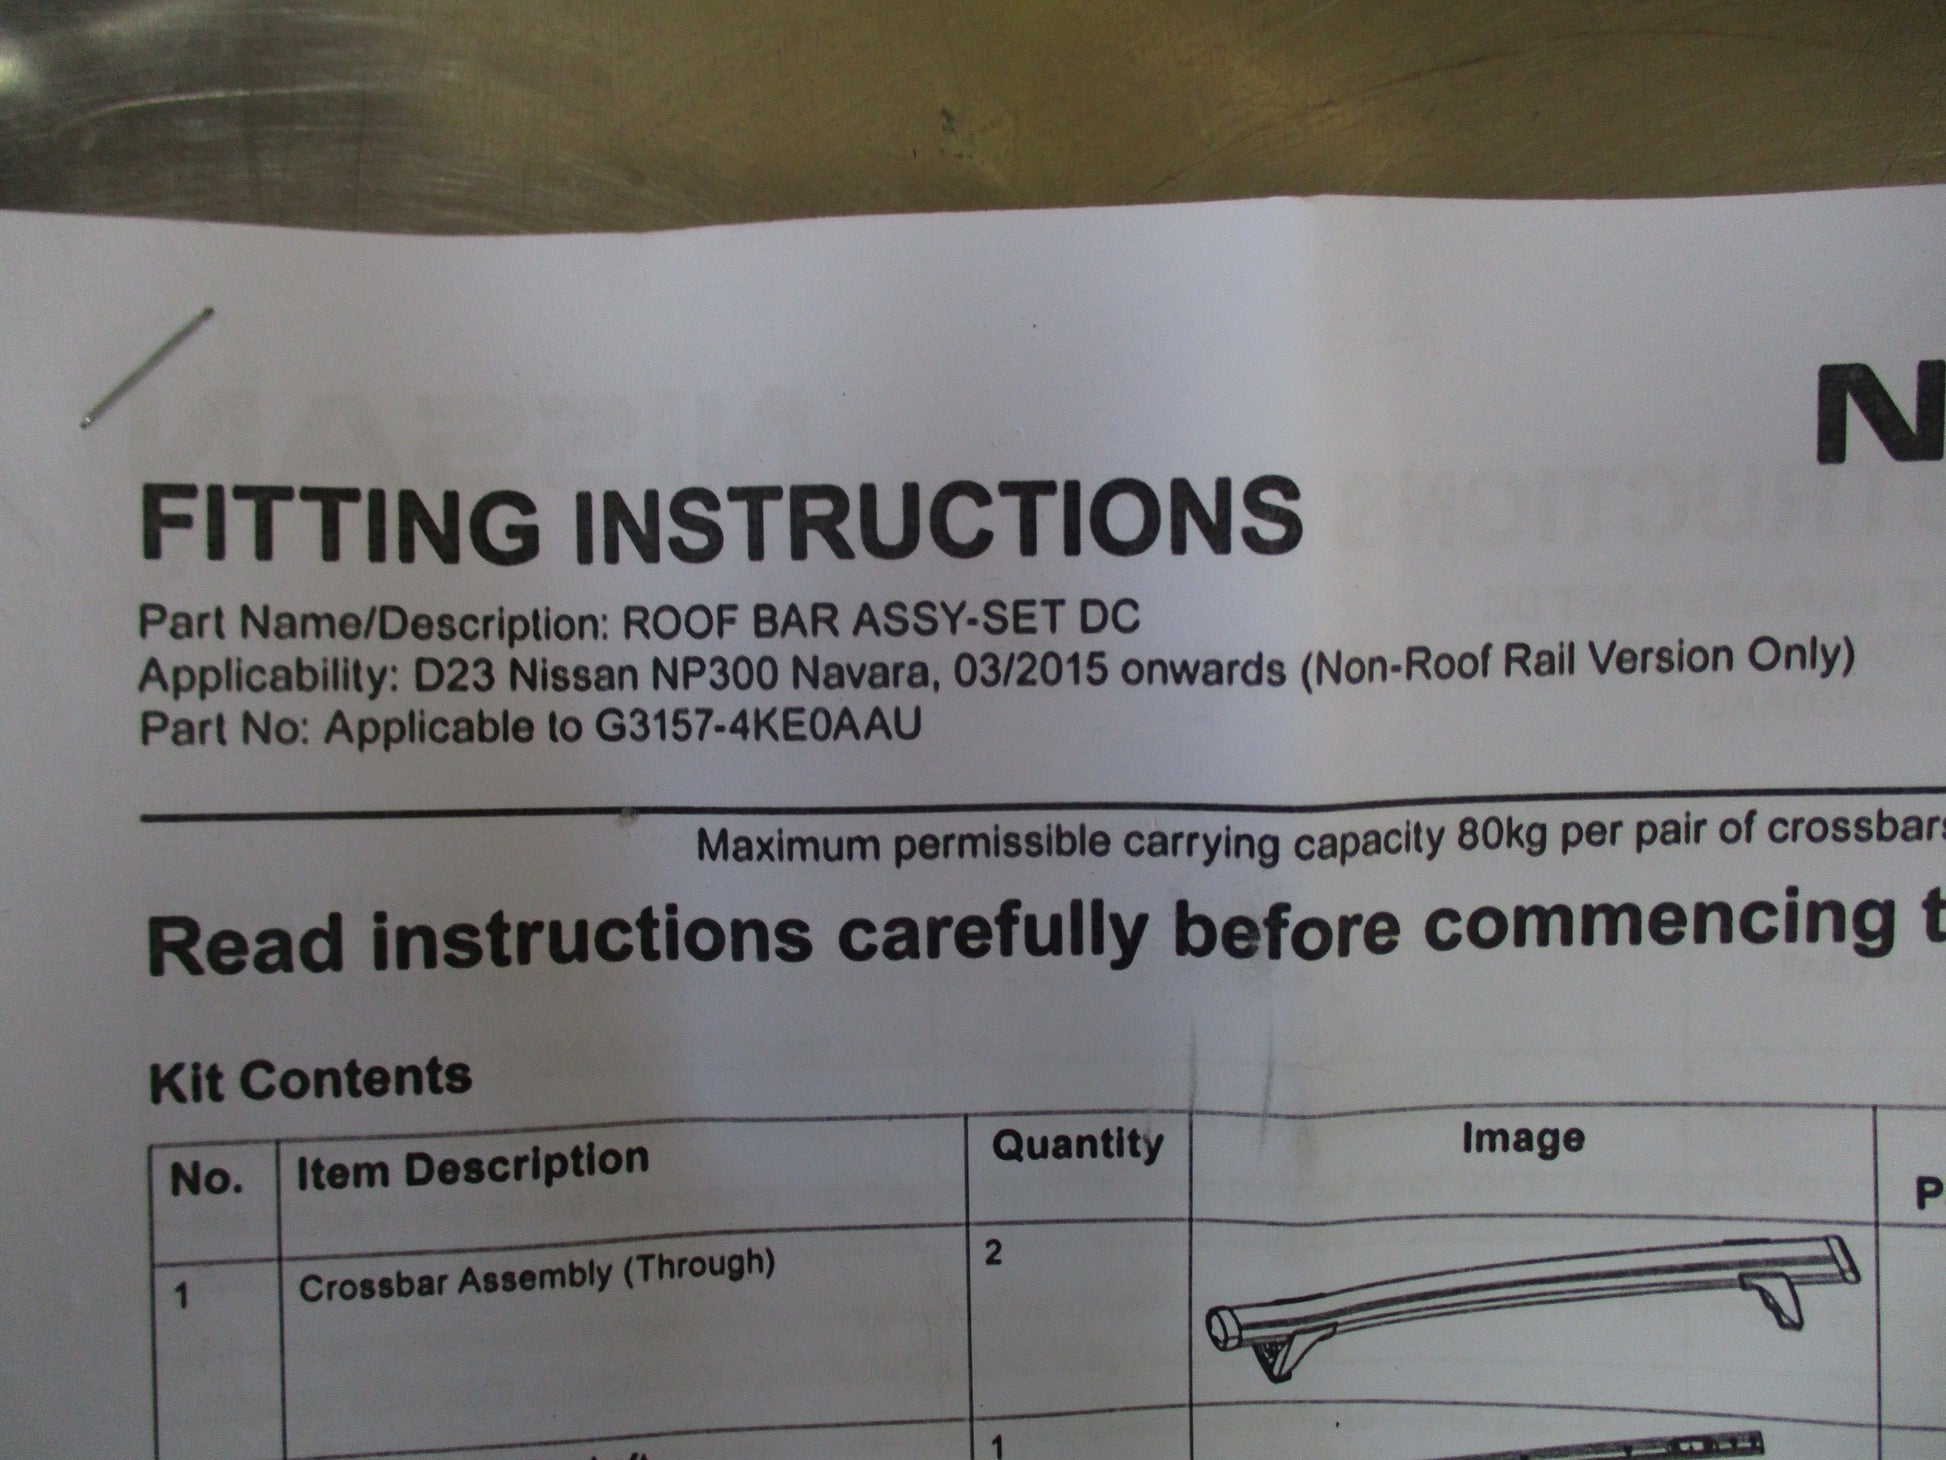 N
FITTING INSTRUCTIONS
Part Name/Description: ROOF BAR ASSY-SET DC
Applicability: D23 Nissan NP300 Navara, 03/2015 onwards (Non-Roof Rail Version Only)
Part No: Applicable to G3157-4KE0AAU
Maximum permissible carrying capacity 80kg per pair of crossbars
Read instructions carefully before commencing t
Kit Contents
No. Item Description Quantity Image P
1 Crossbar Assembly (Through) 2
1